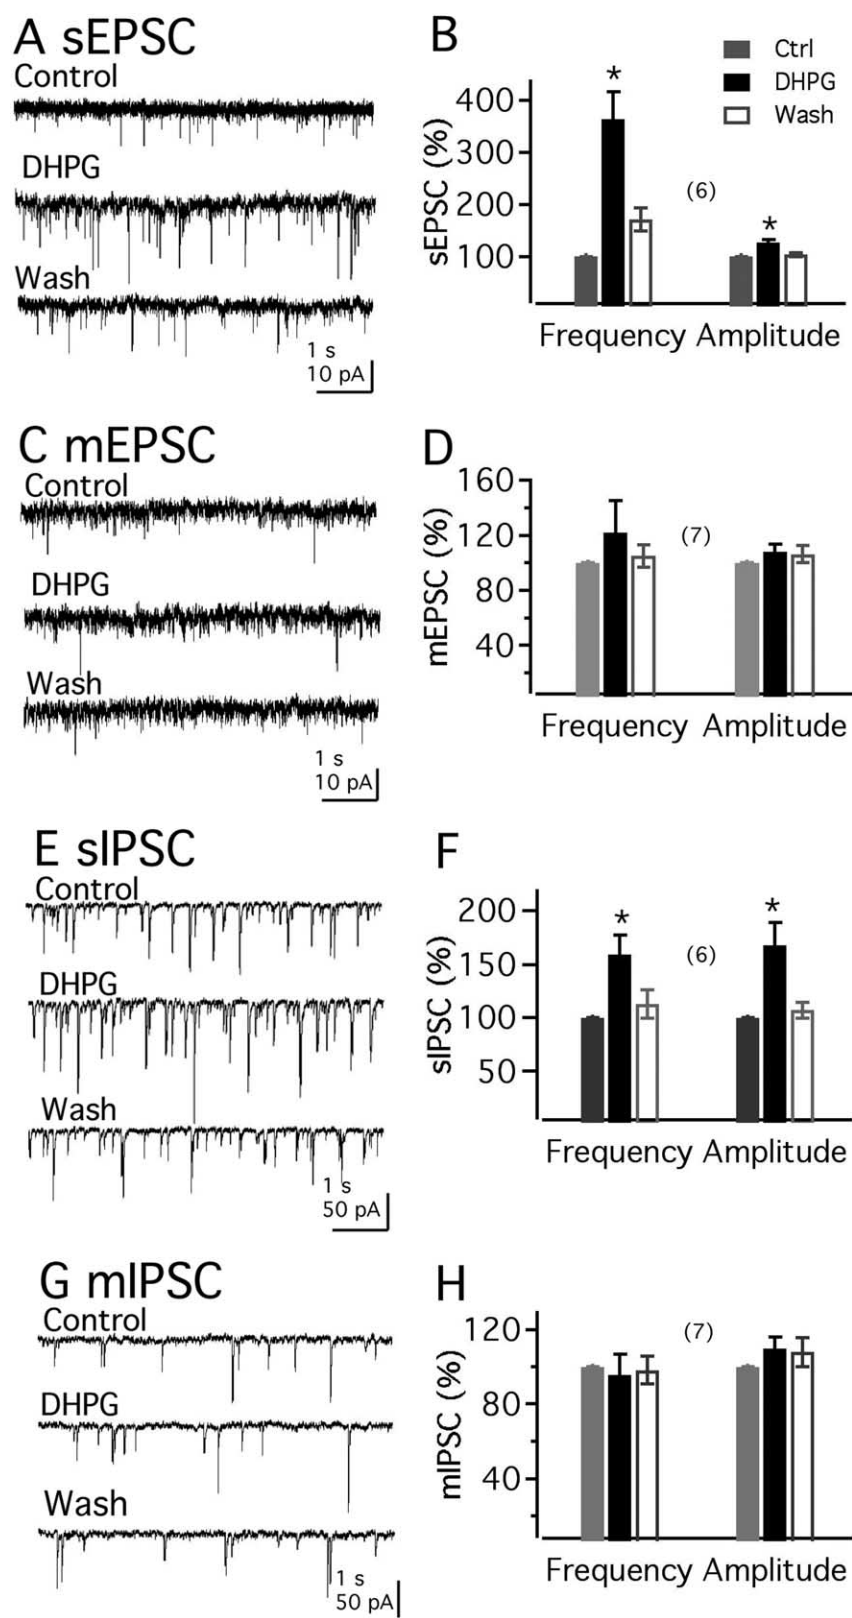 A sEPSC
Control
DHPG
Wash
1 s
10 pA
B
Ctrl
DHPG
Wash
sEPSC (%)
400
300
200
100
*
(6)
*
Frequency Amplitude
C mEPSC
Control
DHPG
Wash
1 s
10 pA
D
mEPSC (%)
160
120
80
40
(7)
Frequency Amplitude
E sIPSC
Control
DHPG
Wash
1 s
50 pA
F
sIPSC (%)
200
150
100
50
*
(6)
*
Frequency Amplitude
G mIPSC
Control
DHPG
Wash
1 s
50 pA
H
mIPSC (%)
120
80
40
(7)
Frequency Amplitude